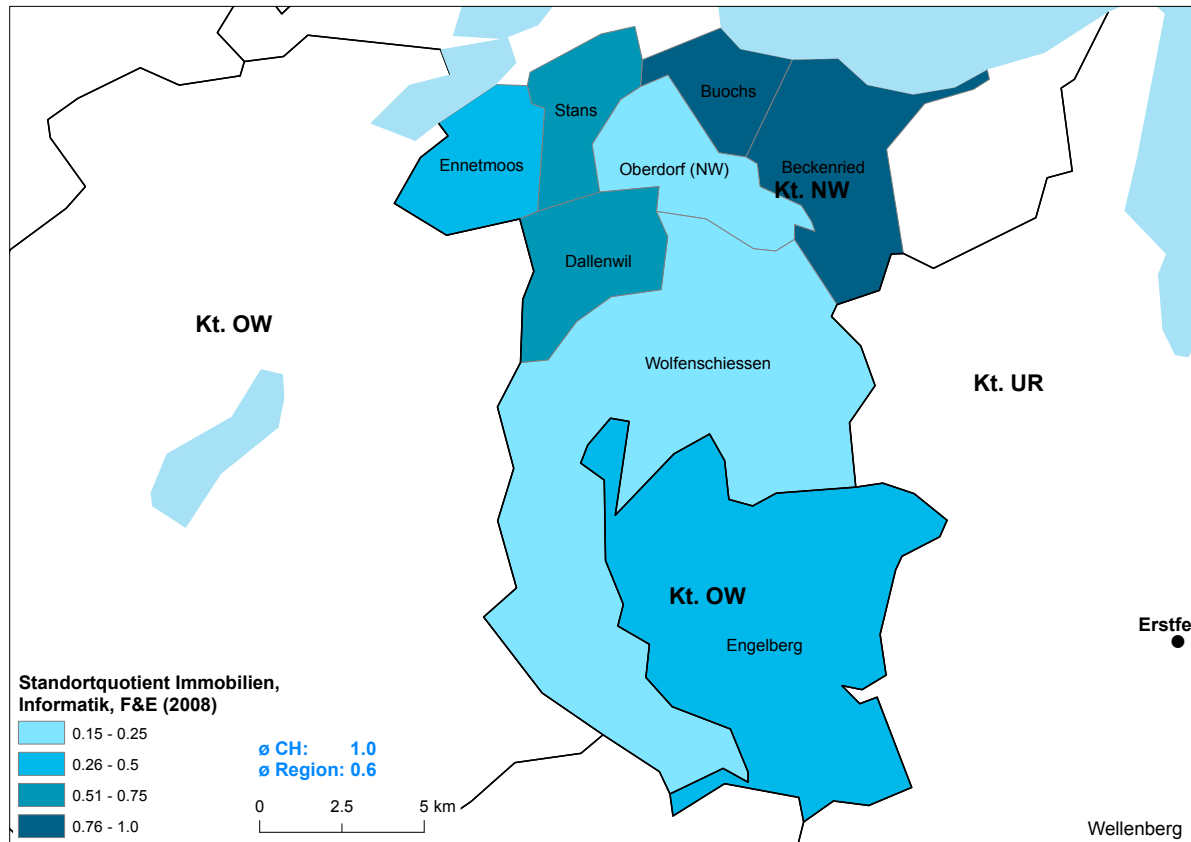 Stans
Buochs
Ennetmoos
Oberdorf (NW)
Beckenried
Kt. NW
Dallenwil
Kt. OW
Wolfenschiessen
Kt. UR
Kt. OW
Engelberg
Erstfe
Standortquotient Immobilien,
Informatik, F&E (2008)
0.15 - 0.25
0.26 - 0.5
0.51 - 0.75
0.76 - 1.0
ø CH: 1.0
ø Region: 0.6
0 2.5 5 km
Wellenberg